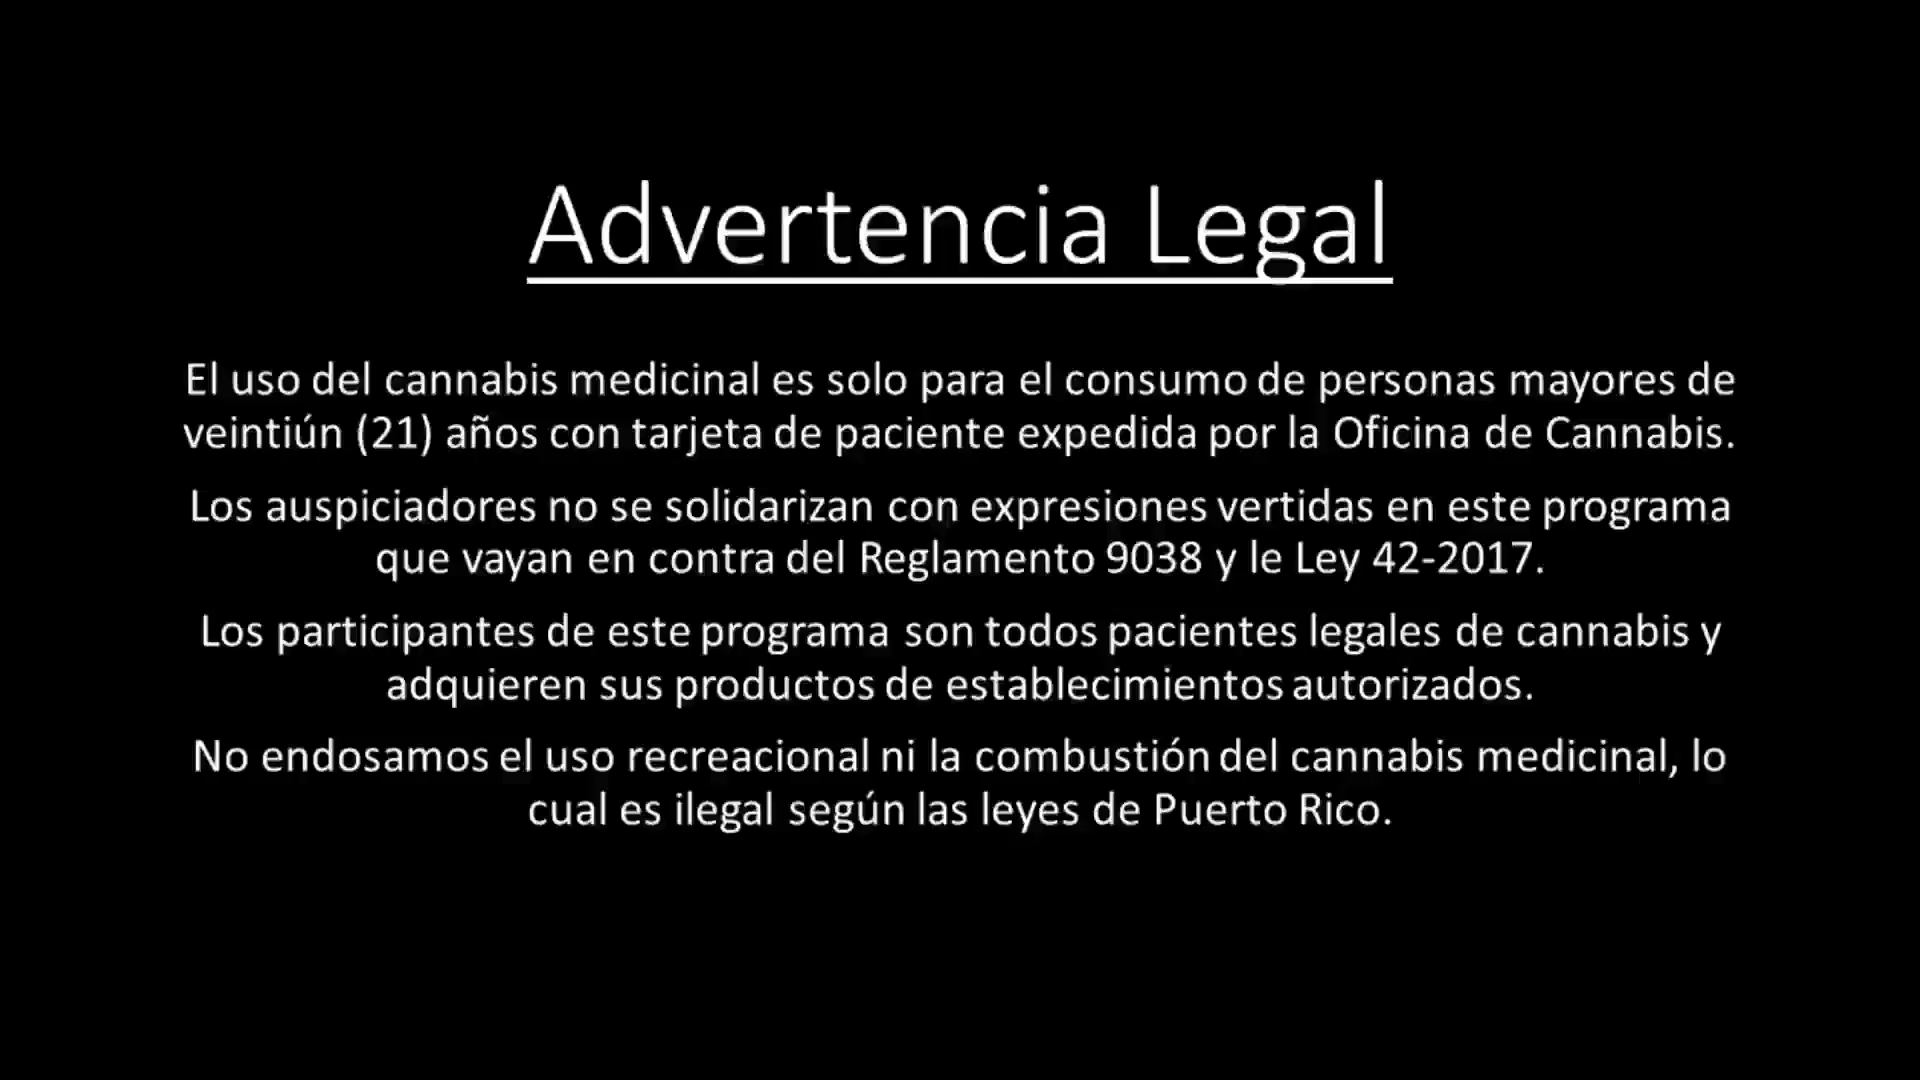 Advertencia Legal
El uso del cannabis medicinal es solo para el consumo de personas mayores de
veintiún (21) años con tarjeta de paciente expedida por la Oficina de Cannabis.
Los auspiciadores no se solidarizan con expresiones vertidas en este programa
que vayan en contra del Reglamento 9038 y le Ley 42-2017.
Los participantes de este programa son todos pacientes legales de cannabis y
adquieren sus productos de establecimientos autorizados.
No endosamos el uso recreacional ni la combustión del cannabis medicinal, lo
cual es ilegal según las leyes de Puerto Rico.